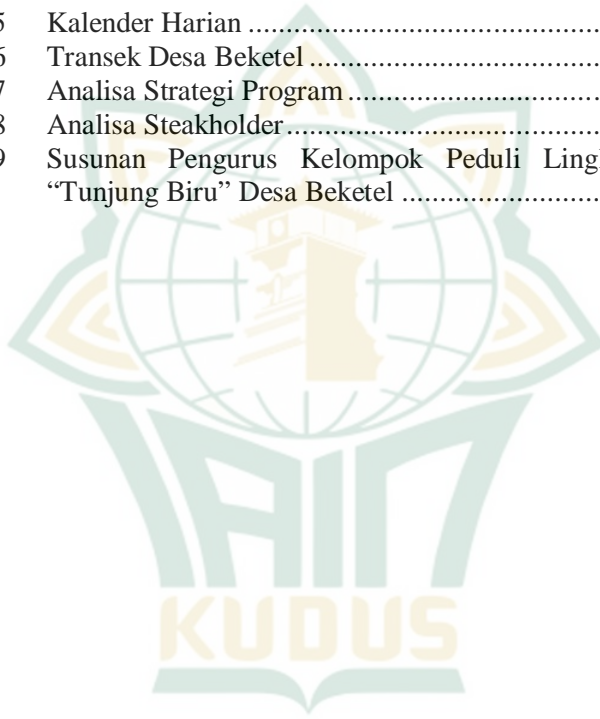 5 Kalender Harian ..........................................
6 Transek Desa Beketel ..................................
7 Analisa Strategi Program .............................
8 Analisa Steakholder.....................................
9 Susunan Pengurus Kelompok Peduli Ling
“Tunjung Biru” Desa Beketel .......................
IAIN
KUDUS